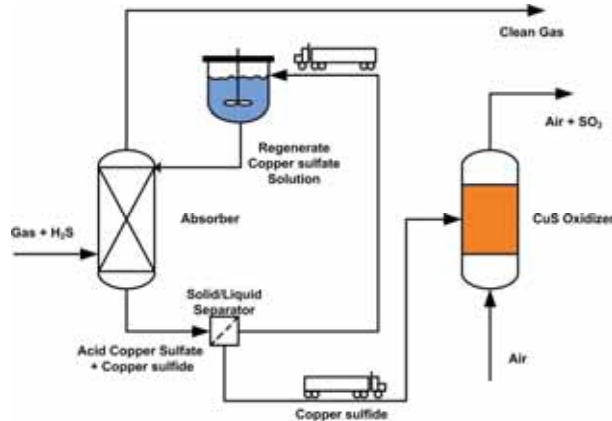 Clean Gas
Air + SO2
Regenerate
Copper sulfate
Solution
Absorber
CuS Oxidizer
Gas + H2S
Solid/Liquid
Separator
Acid Copper Sulfate
+ Copper sulfide
Air
Copper sulfide